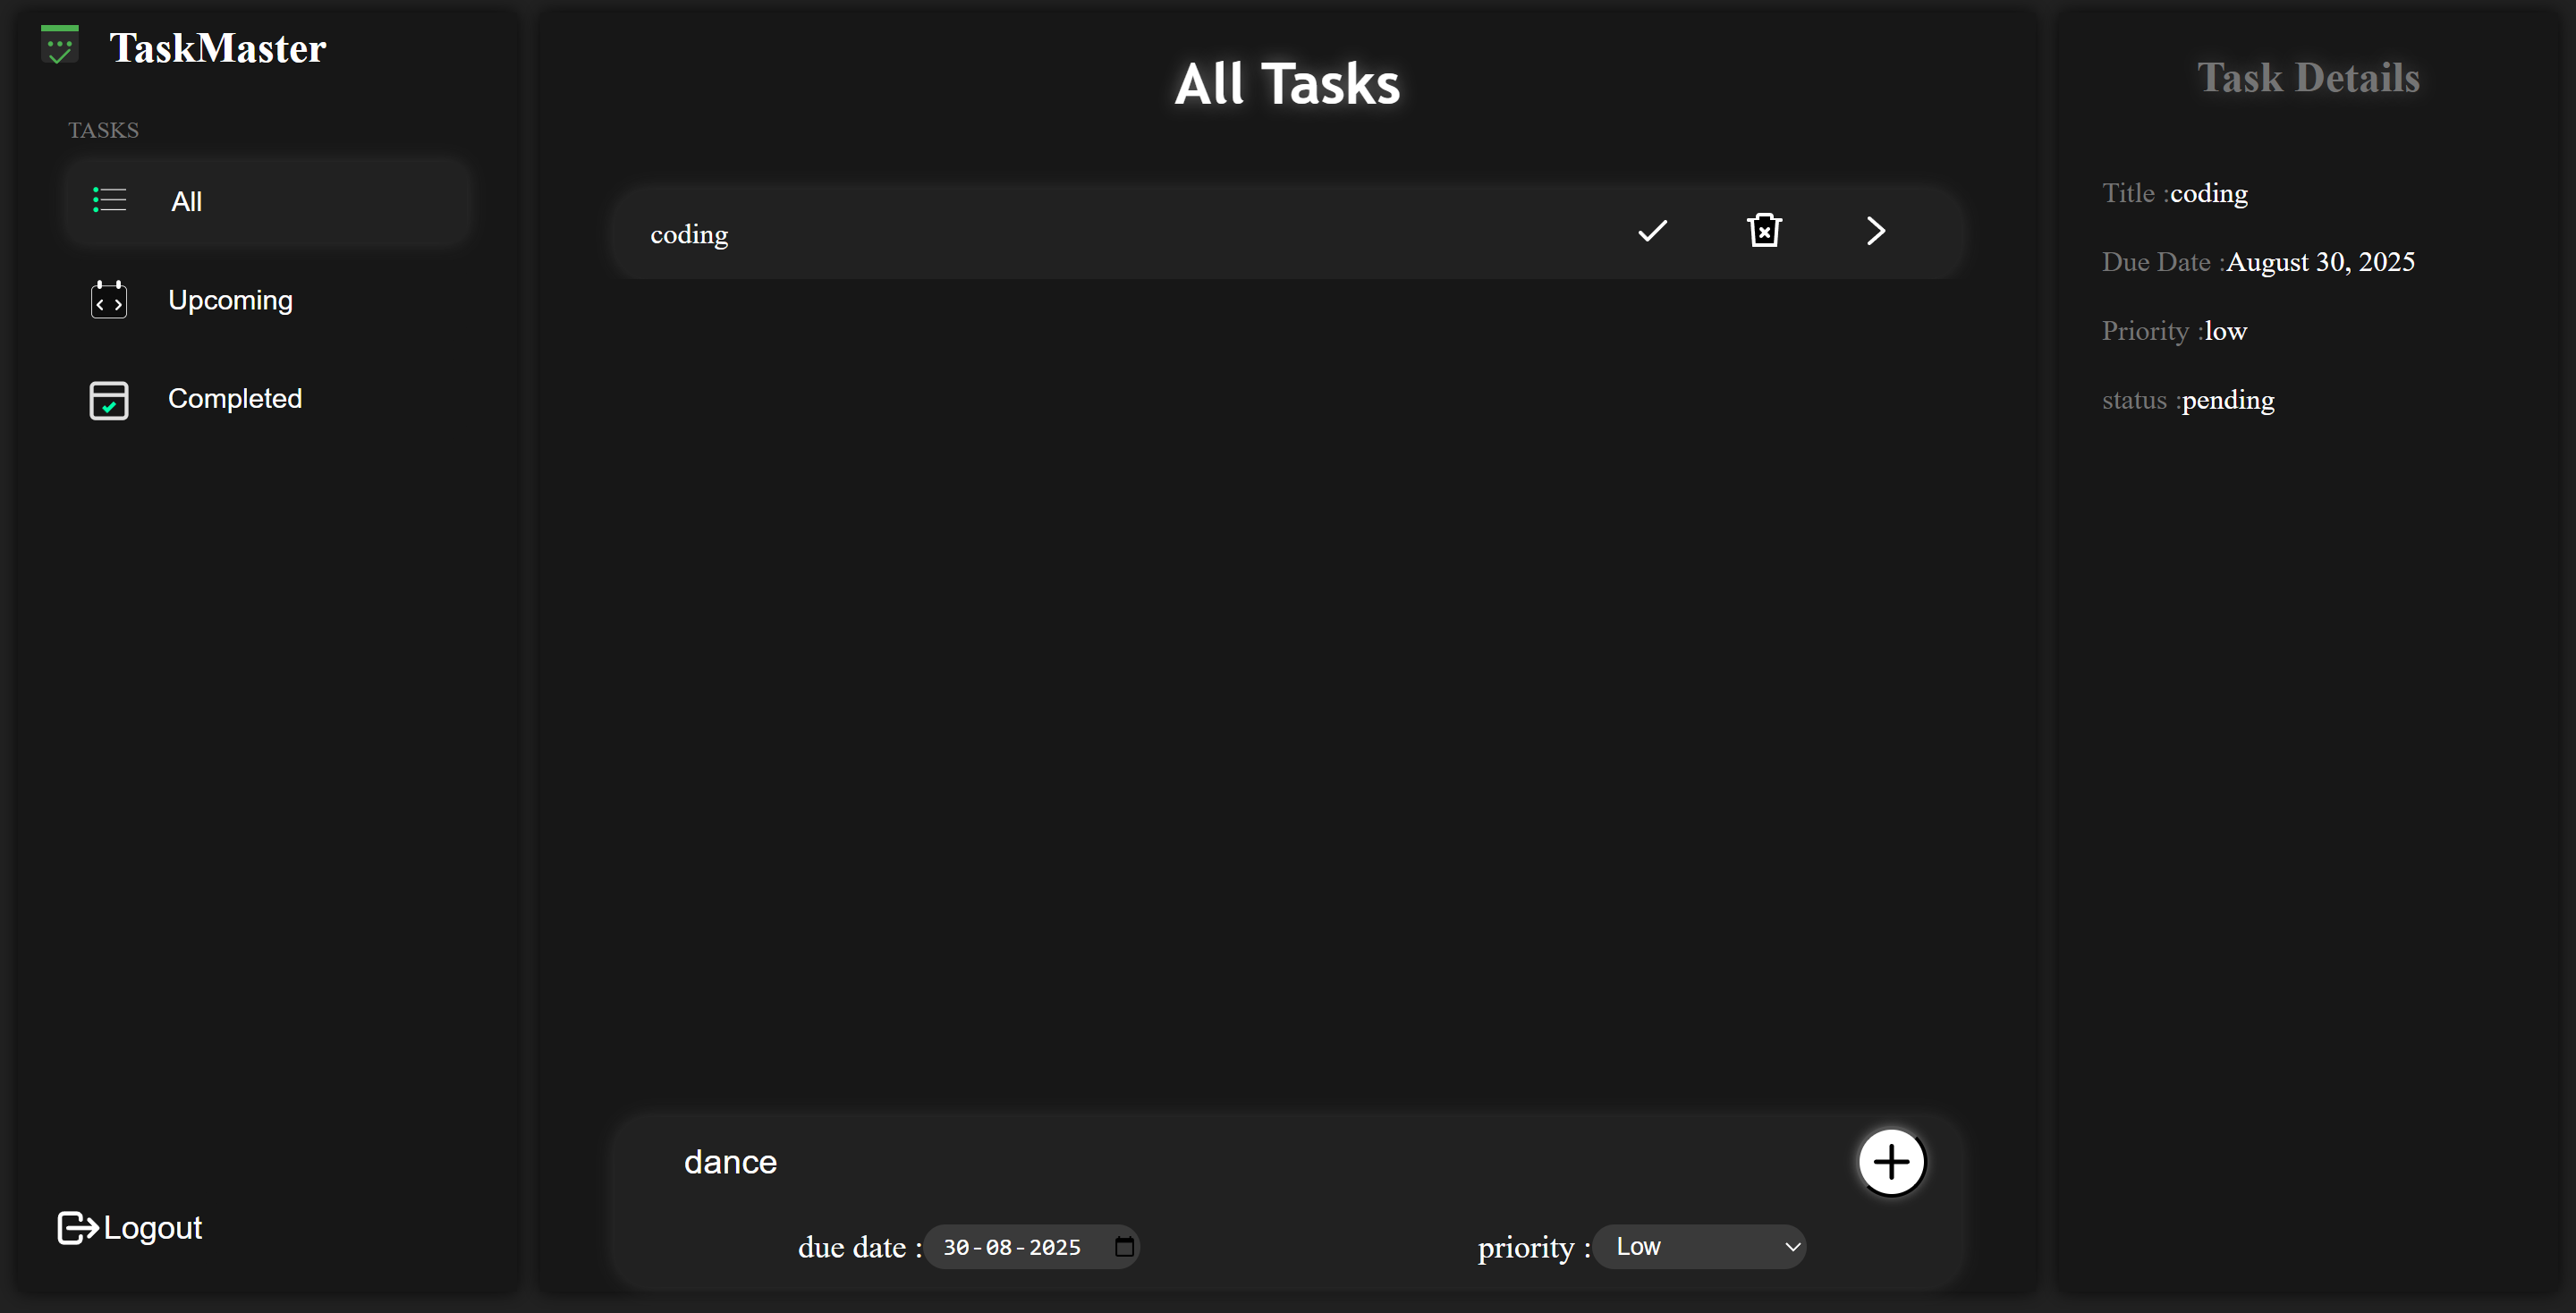 TaskMaster
TASKS
All
Upcoming
Completed
Logout
All Tasks
coding
dance
due date : 30-08-2025
priority : Low
Task Details
Title :coding
Due Date :August 30, 2025
Priority :low
status :pending